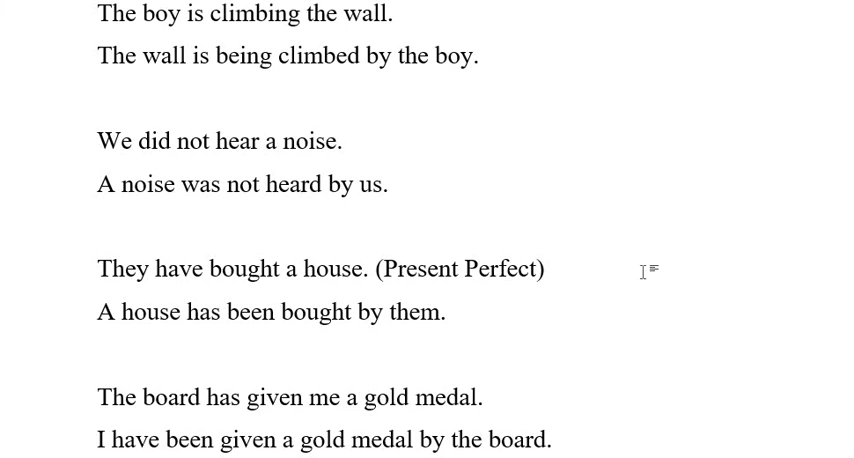 The boy is climbing the wall.
The wall is being climbed by the boy.
We did not hear a noise.
A noise was not heard by us.
They have bought a house. (Present Perfect)
A house has been bought by them.
The board has given me a gold medal.
I have been given a gold medal by the board.